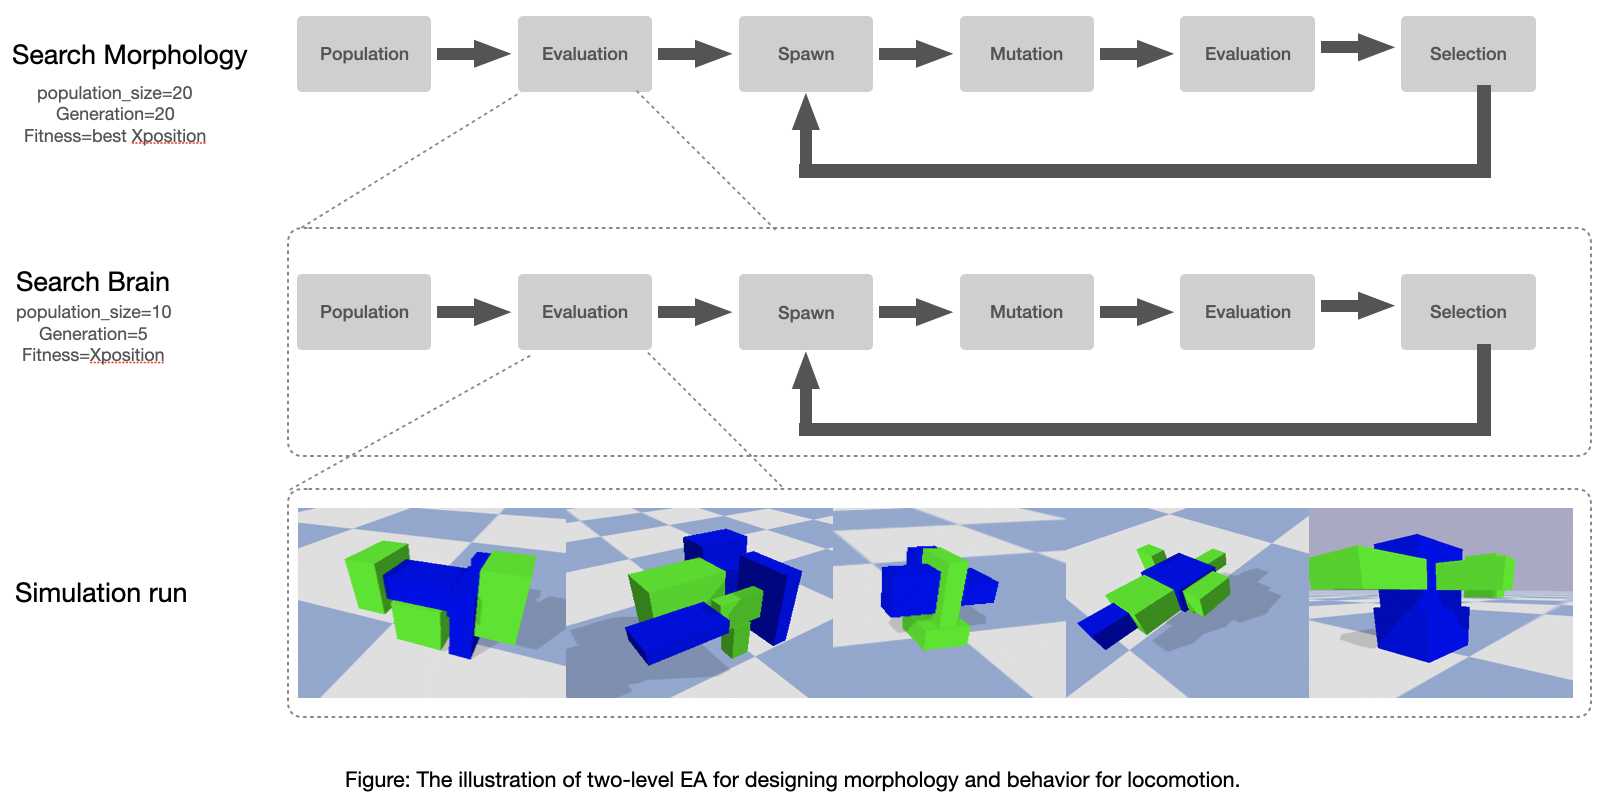 Search Morphology
population_size=20
Generation=20
Fitness=best Xposition
Population
Evaluation
Spawn
Mutation
Evaluation
Selection
Search Brain
population_size=10
Generation=5
Fitness=Xposition
Population
Evaluation
Spawn
Mutation
Evaluation
Selection
Simulation run
Figure: The illustration of two-level EA for designing morphology and behavior for locomotion.